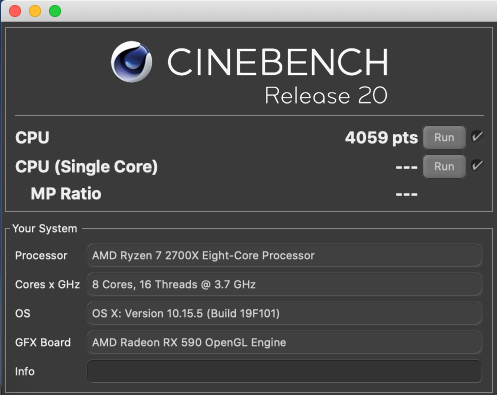 CINEBENCH
Release 20
CPU 4059 pts Run
CPU (Single Core) --- Run
MP Ratio ---
Your System
Processor AMD Ryzen 7 2700X Eight-Core Processor
Cores x GHz 8 Cores, 16 Threads @ 3.7 GHz
OS OS X: Version 10.15.5 (Build 19F101)
GFX Board AMD Radeon RX 590 OpenGL Engine
Info